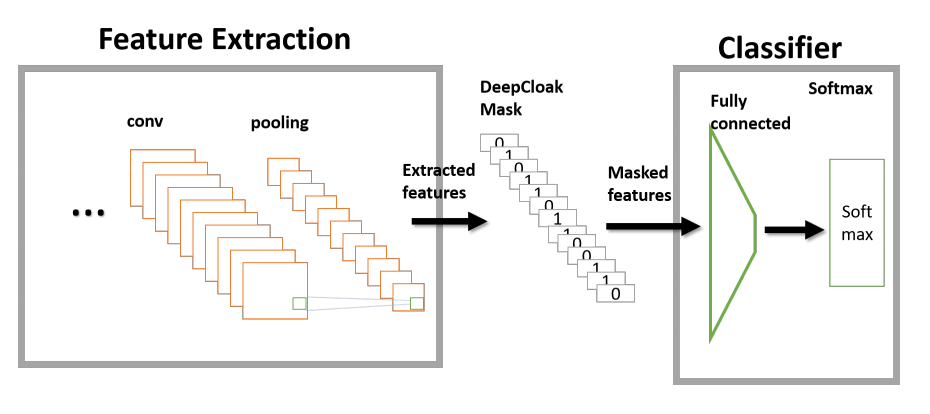 Feature Extraction
Classifier
DeepCloak
Mask
Softmax
Fully
connected
conv
pooling
Extracted
features
Masked
features
...
0
1
0
1
1
0
1
1
0
0
1
1
0
Soft
max